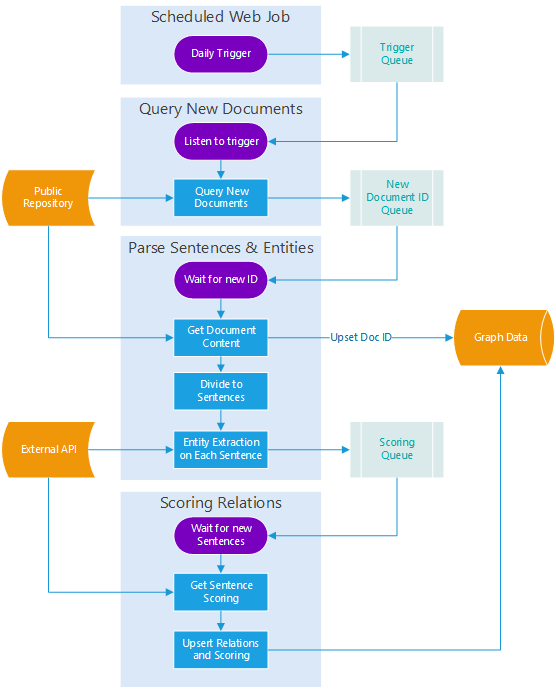 Scheduled Web Job
Daily Trigger
Trigger
Queue
Query New Documents
Listen to trigger
Public
Repository
Query New
Documents
New
Document ID
Queue
Parse Sentences & Entities
Wait for new ID
Get Document
Content
Upset Doc ID
Graph Data
Divide to
Sentences
External API
Entity Extraction
on Each Sentence
Scoring
Queue
Scoring Relations
Wait for new
Sentences
Get Sentence
Scoring
Upsert Relations
and Scoring